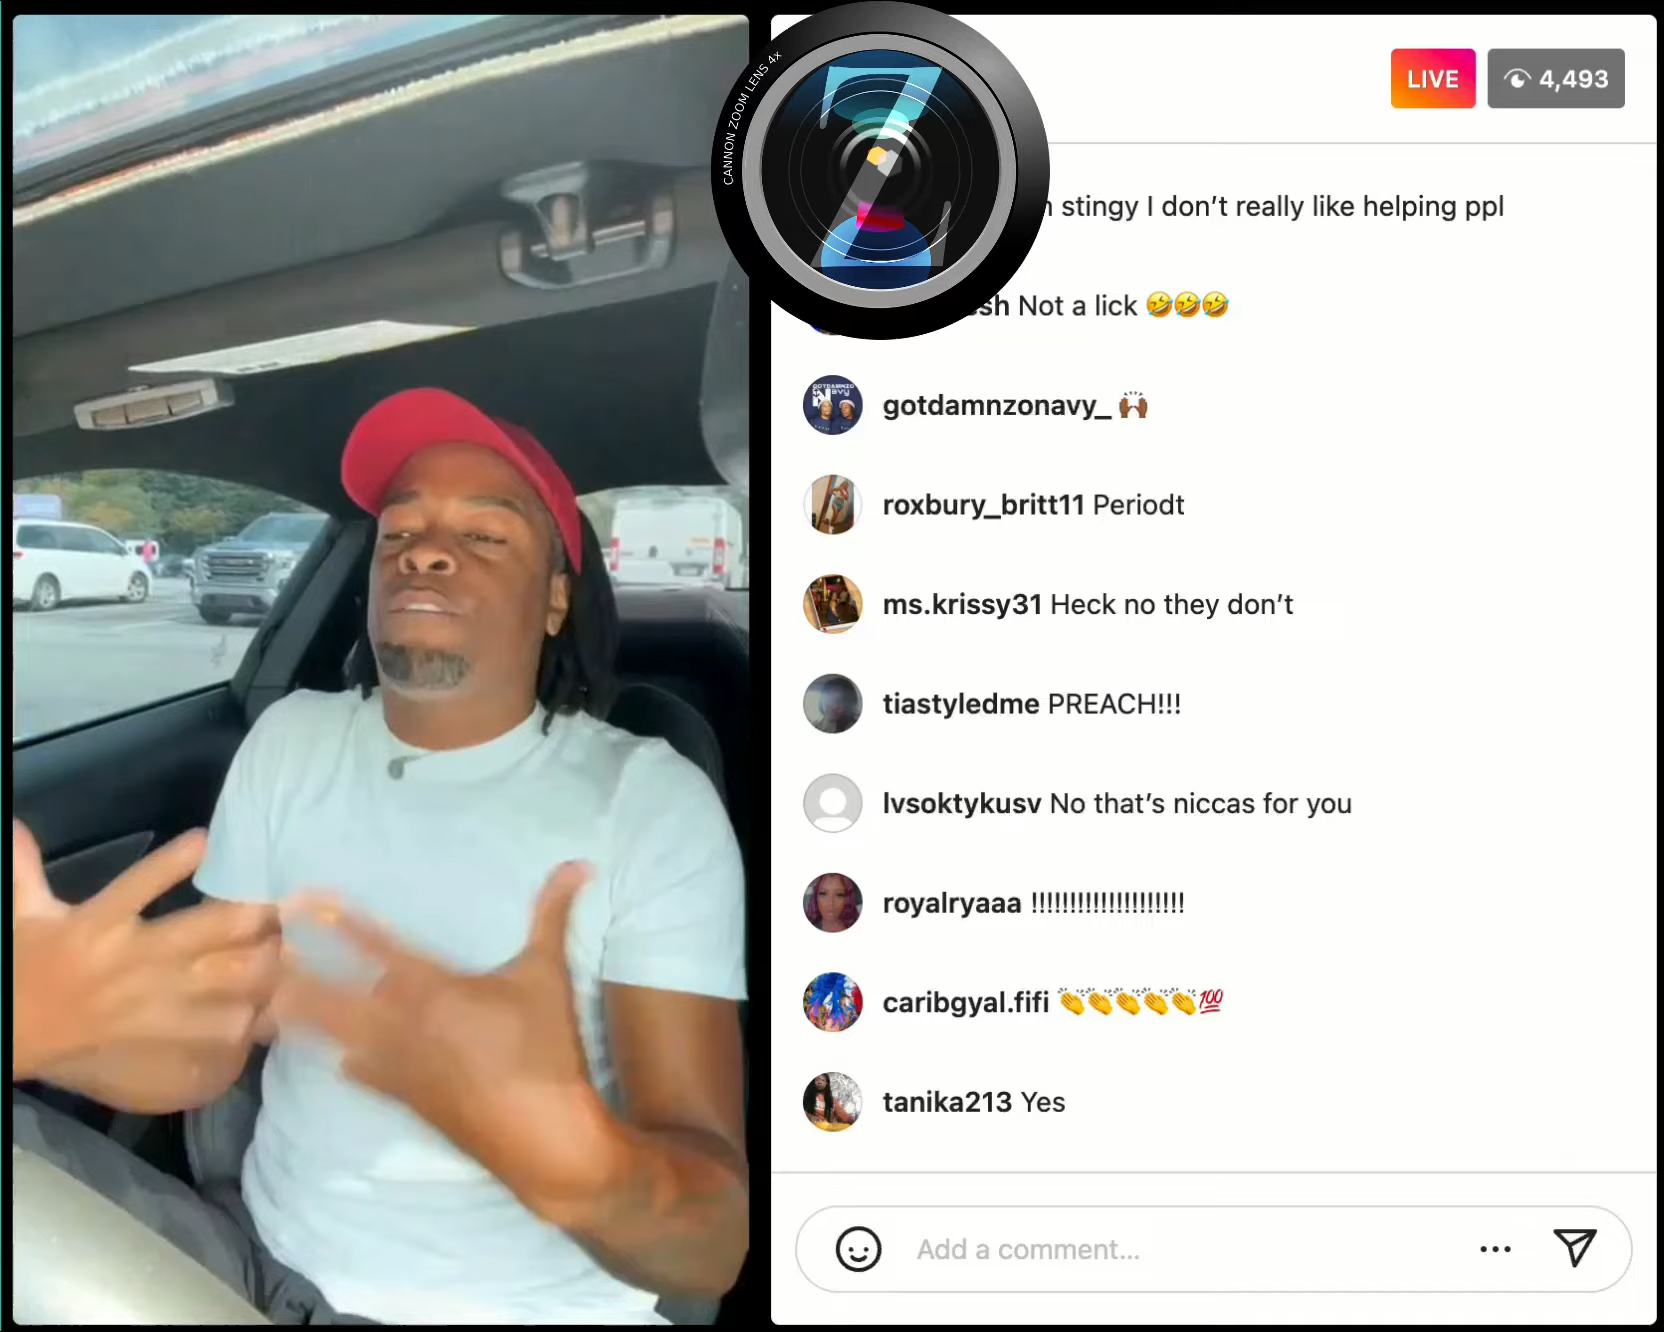 CANNON ZOOM LENS 4x
Z
LIVE 4,493
stingy I don't really like helping ppl
Not a lick 🤣🤣🤣
gotdamnzonavy_ 🙌🏾
roxbury_britt11 Periodt
ms.krissy31 Heck no they don't
tiastyledme PREACH!!!
lvsoktykusv No that's niccas for you
royalryaaa !!!!!!!!!!!!!!!!!!!!
caribgyal.fifi 👏👏👏👏👏💯
tanika213 Yes
Add a comment...